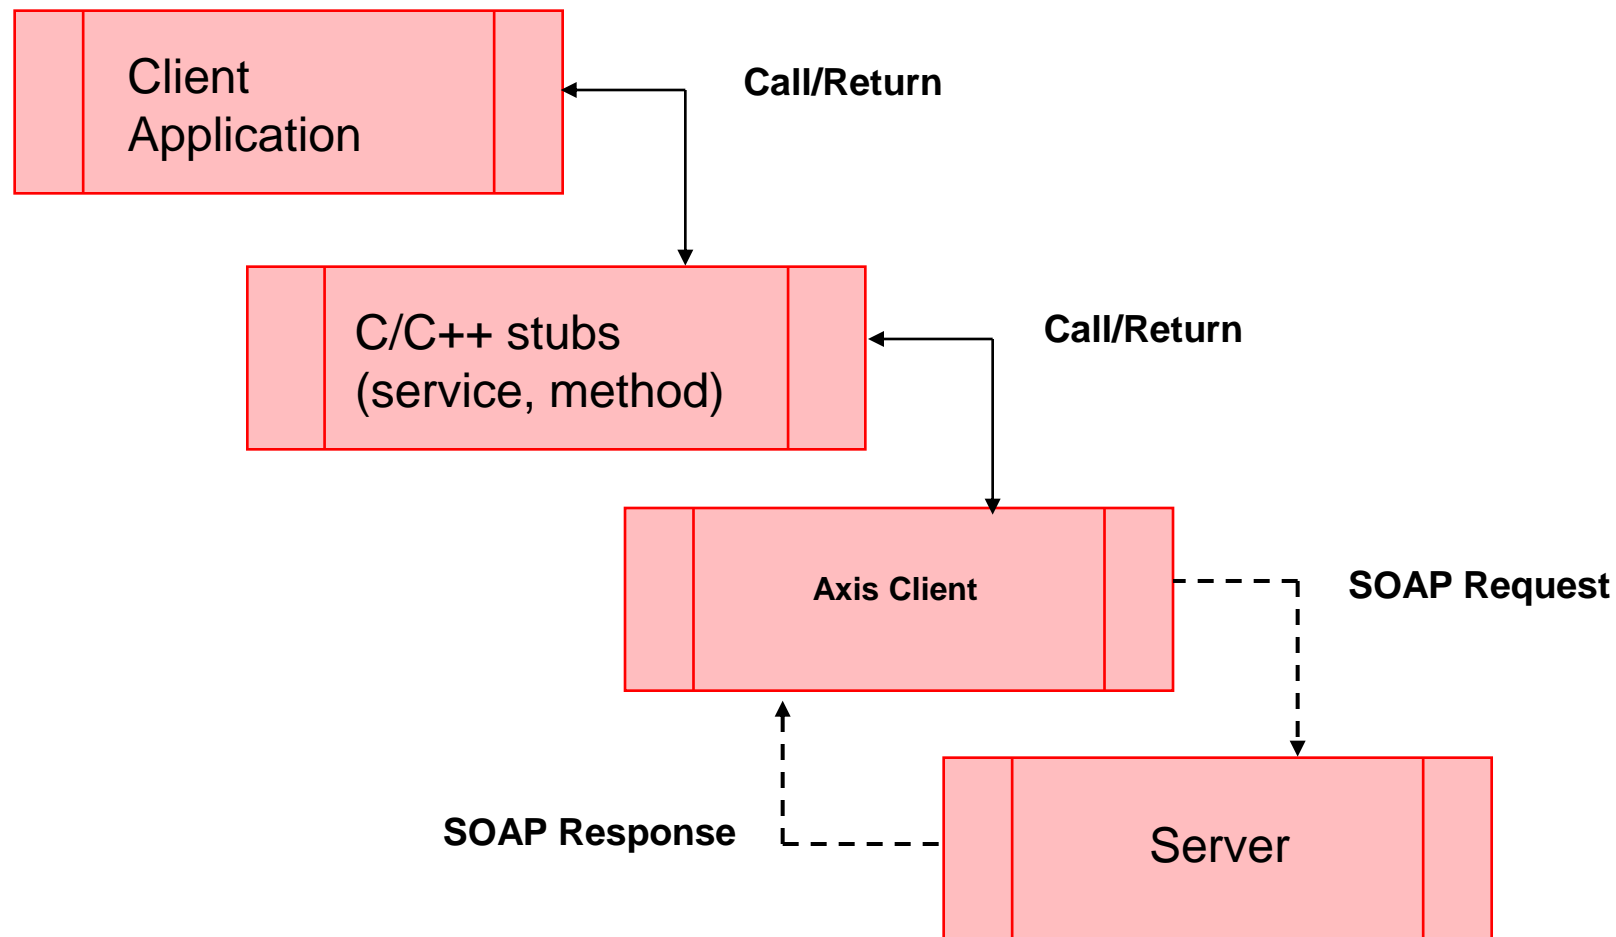 Client
Application
Call/Return
C/C++ stubs
(service, method)
Call/Return
Axis Client
SOAP Request
SOAP Response
Server